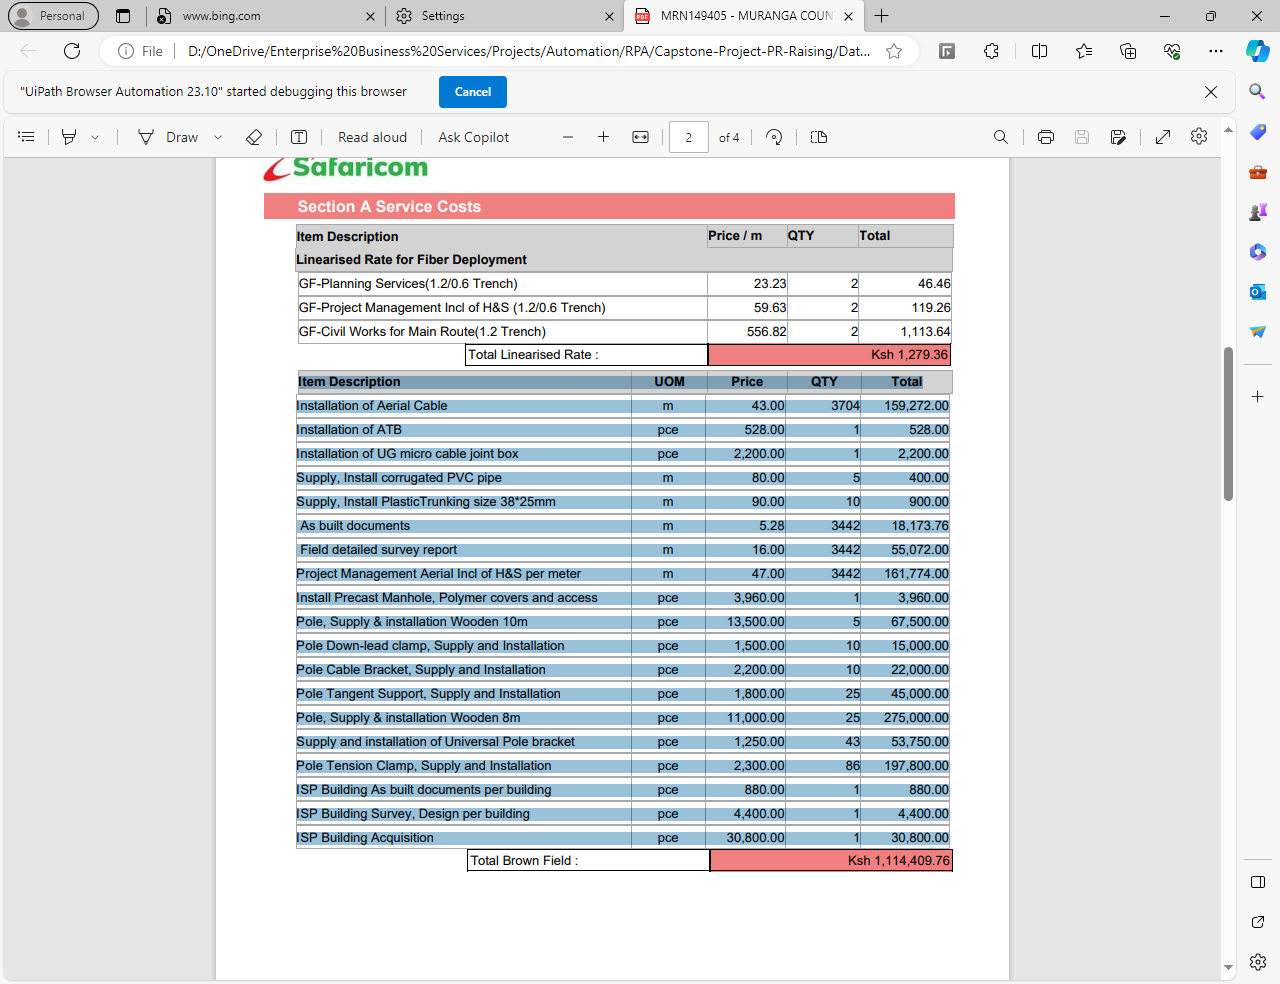 Personal
www.bing.com
Settings
MRN149405 - MURANGA COUN
File
D:/OneDrive/Enterprise%20Business%20Services/Projects/Automation/RPA/Capstone-Project-PR-Raising/Dat...
"UiPath Browser Automation 23.10" started debugging this browser
Cancel
Draw
Read aloud
Ask Copilot
2
of 4
Safaricom
Section A Service Costs
Item Description Price / m QTY Total
Linearised Rate for Fiber Deployment
GF-Planning Services(1.2/0.6 Trench) 23.23 2 46.46
GF-Project Management Incl of H&S (1.2/0.6 Trench) 59.63 2 119.26
GF-Civil Works for Main Route(1.2 Trench) 556.82 2 1,113.64
Total Linearised Rate : Ksh 1,279.36
Item Description UOM Price QTY Total
Installation of Aerial Cable m 43.00 3704 159,272.00
Installation of ATB pce 528.00 1 528.00
Installation of UG micro cable joint box pce 2,200.00 1 2,200.00
Supply, Install corrugated PVC pipe m 80.00 5 400.00
Supply, Install PlasticTrunking size 38*25mm m 90.00 10 900.00
As built documents m 5.28 3442 18,173.76
Field detailed survey report m 16.00 3442 55,072.00
Project Management Aerial Incl of H&S per meter m 47.00 3442 161,774.00
Install Precast Manhole, Polymer covers and access pce 3,960.00 1 3,960.00
Pole, Supply & installation Wooden 10m pce 13,500.00 5 67,500.00
Pole Down-lead clamp, Supply and Installation pce 1,500.00 10 15,000.00
Pole Cable Bracket, Supply and Installation pce 2,200.00 10 22,000.00
Pole Tangent Support, Supply and Installation pce 1,800.00 25 45,000.00
Pole, Supply & installation Wooden 8m pce 11,000.00 25 275,000.00
Supply and installation of Universal Pole bracket pce 1,250.00 43 53,750.00
Pole Tension Clamp, Supply and Installation pce 2,300.00 86 197,800.00
ISP Building As built documents per building pce 880.00 1 880.00
ISP Building Survey, Design per building pce 4,400.00 1 4,400.00
ISP Building Acquisition pce 30,800.00 1 30,800.00
Total Brown Field : Ksh 1,114,409.76